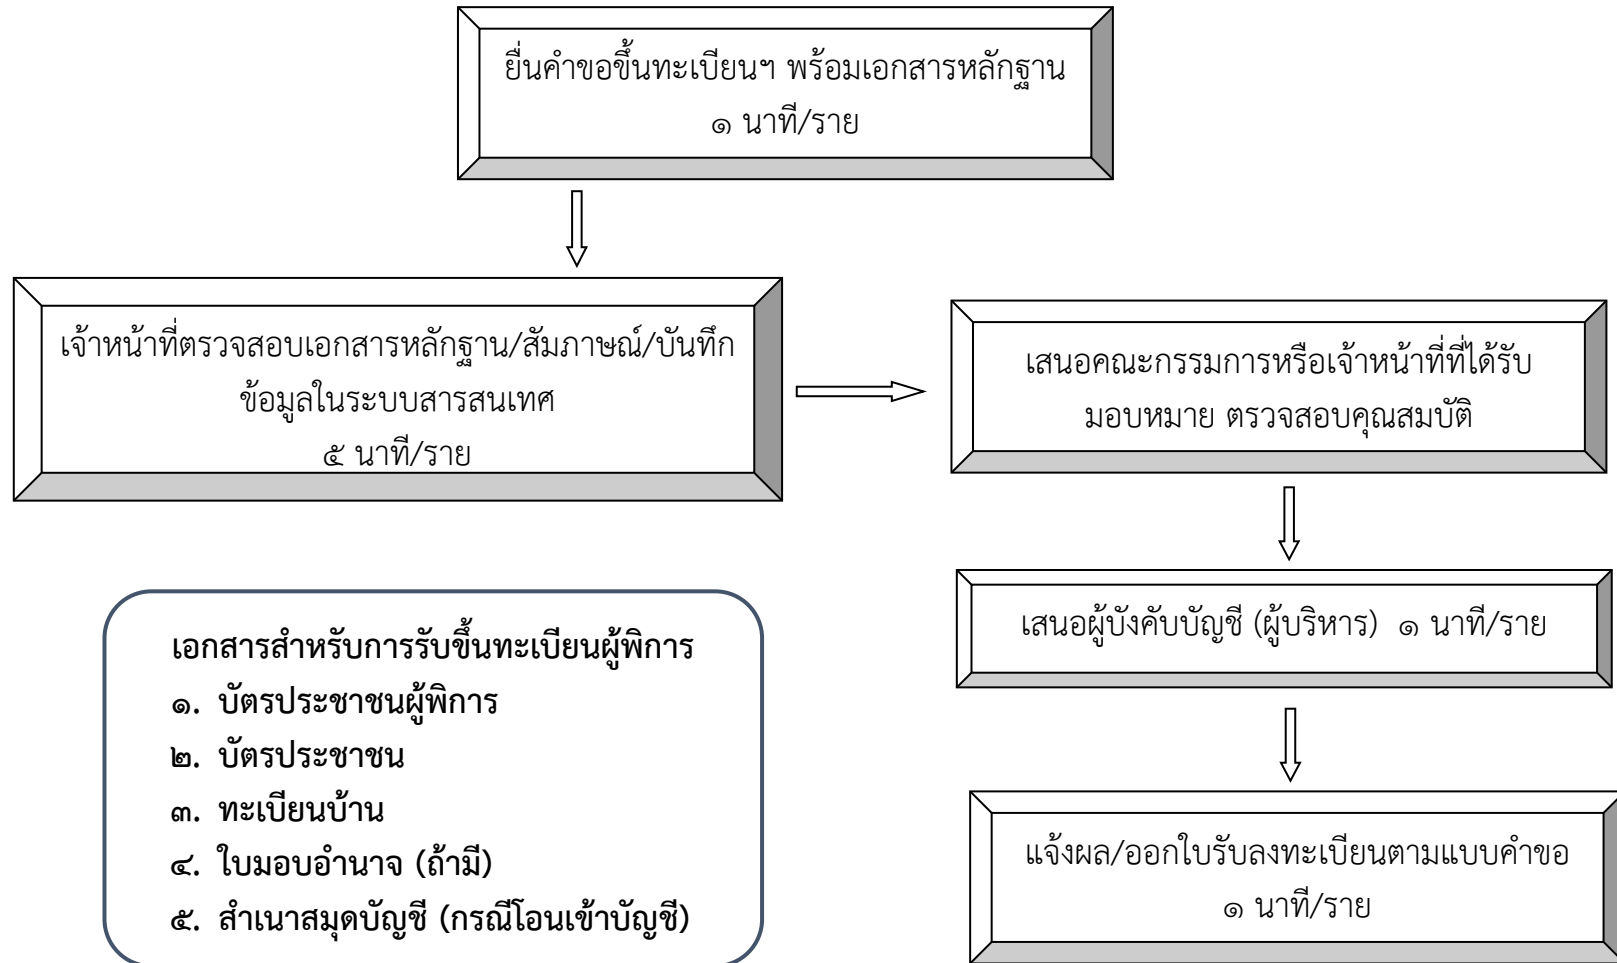 ยื่นคำขอขึ้นทะเบียนฯ พร้อมเอกสารหลักฐาน
๑ นาที/ราย
เจ้าหน้าที่ตรวจสอบเอกสารหลักฐาน/สัมภาษณ์/บันทึก
ข้อมูลในระบบสารสนเทศ
๕ นาที/ราย
เสนอคณะกรรมการหรือเจ้าหน้าที่ที่ได้รับ
มอบหมาย ตรวจสอบคุณสมบัติ
เสนอผู้บังคับบัญชี (ผู้บริหาร) ๑ นาที/ราย
แจ้งผล/ออกใบรับลงทะเบียนตามแบบคำขอ
๑ นาที/ราย
เอกสารสำหรับการรับขึ้นทะเบียนผู้พิการ
๑. บัตรประชาชนผู้พิการ
๒. บัตรประชาชน
๓. ทะเบียนบ้าน
๔. ใบมอบอำนาจ (ถ้ามี)
๕. สำเนาสมุดบัญชี (กรณีโอนเข้าบัญชี)